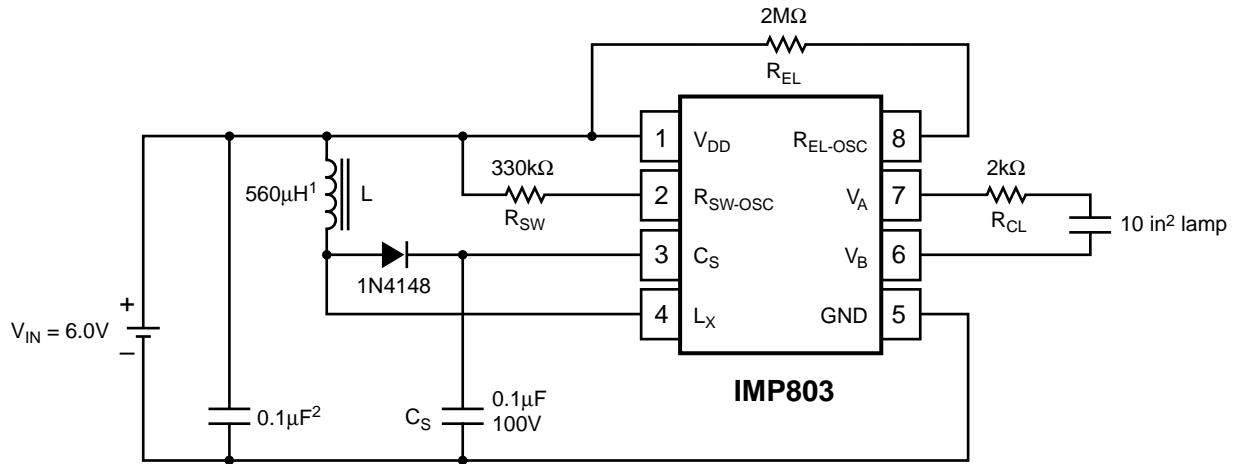 2MΩ
R_EL
1 V_DD
R_EL-OSC 8
560μH¹ L
330kΩ
R_SW
2 R_SW-OSC
V_A 7
2kΩ
R_CL
10 in² lamp
3 C_S
V_B 6
1N4148
4 L_X
GND 5
+
V_IN = 6.0V
–
IMP803
0.1μF²
C_S
0.1μF
100V